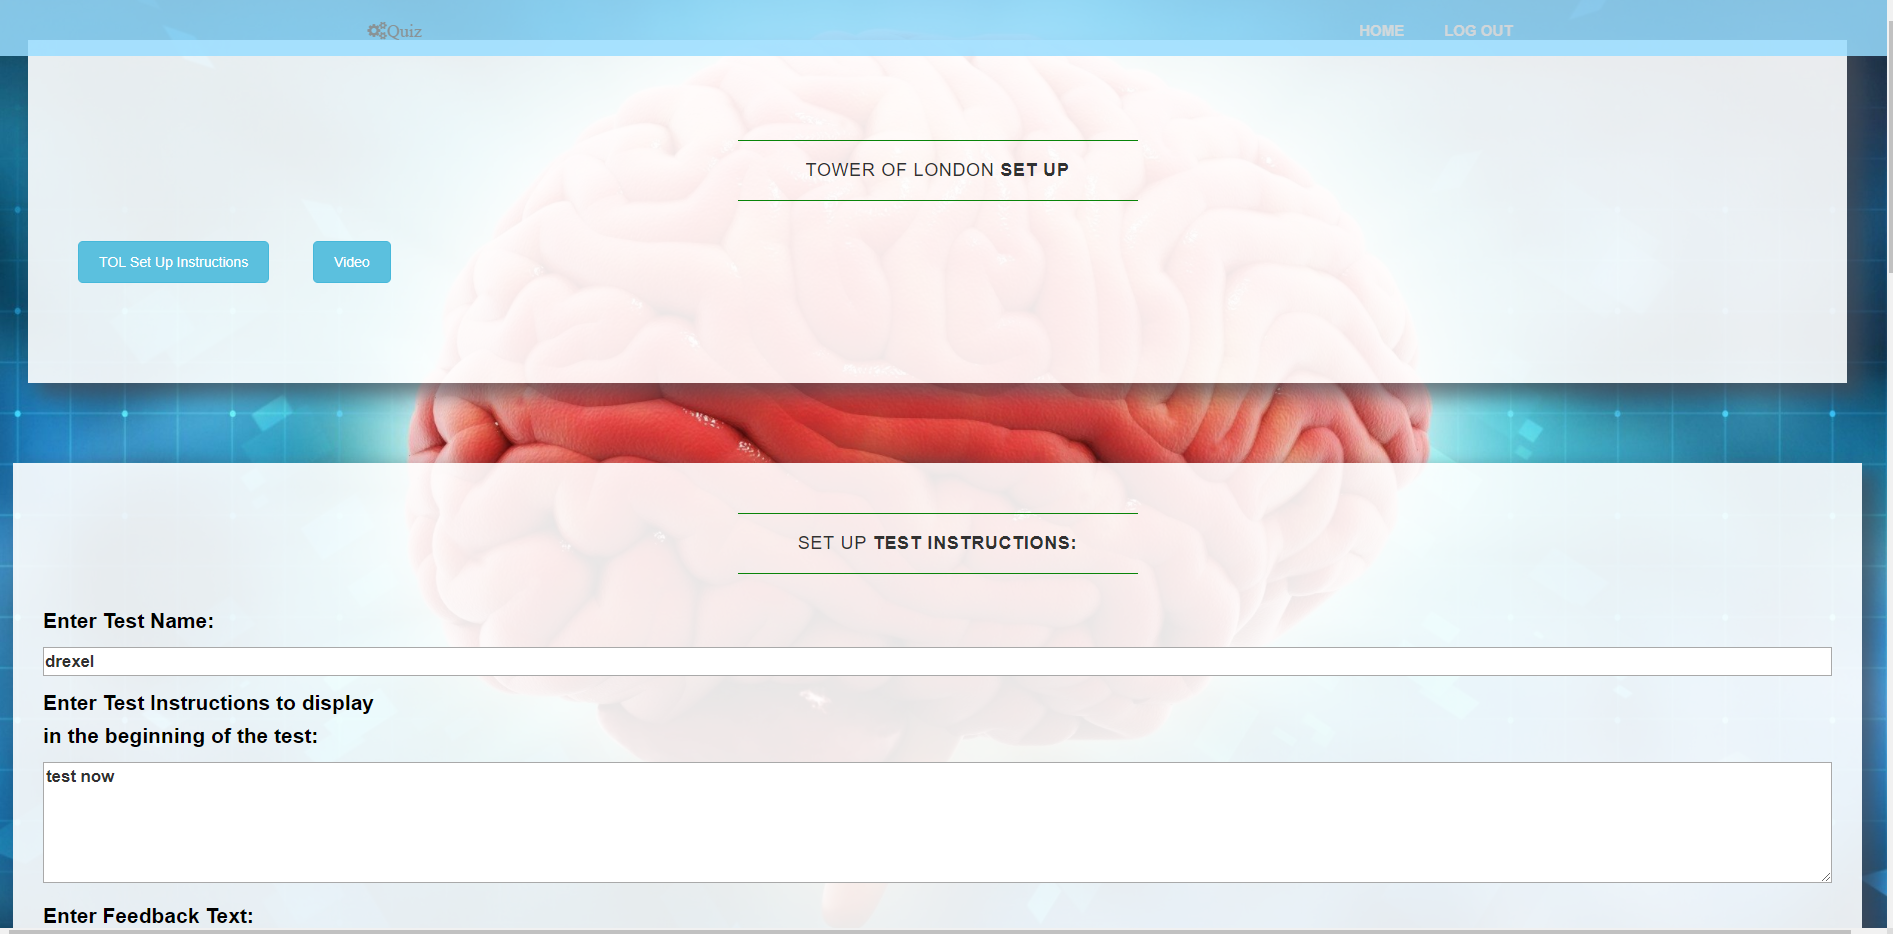 Quiz
HOME
LOG OUT
TOWER OF LONDON SET UP
TOL Set Up Instructions
Video
SET UP TEST INSTRUCTIONS:
Enter Test Name:
drexel
Enter Test Instructions to display
in the beginning of the test:
test now
Enter Feedback Text: